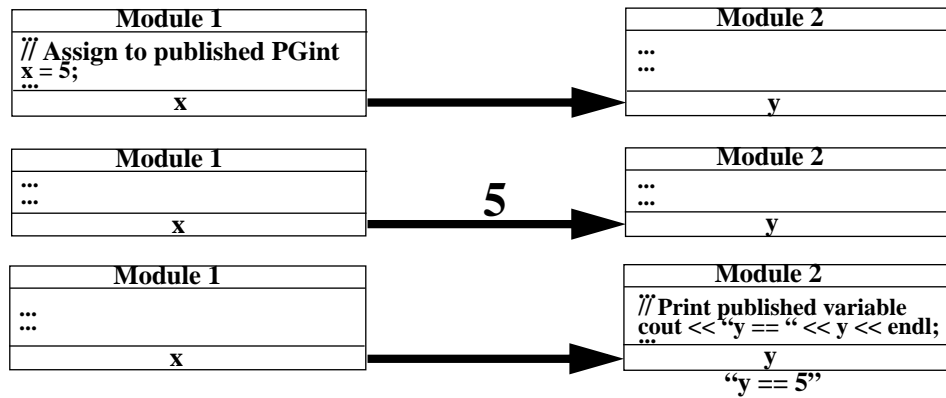 Module 1
...
// Assign to published PGint
x = 5;
...
x
Module 2
...
...
y
Module 1
...
...
x
5
Module 2
...
...
y
Module 1
...
...
x
Module 2
...
// Print published variable
cout << “y == “ << y << endl;
...
y
“y == 5”